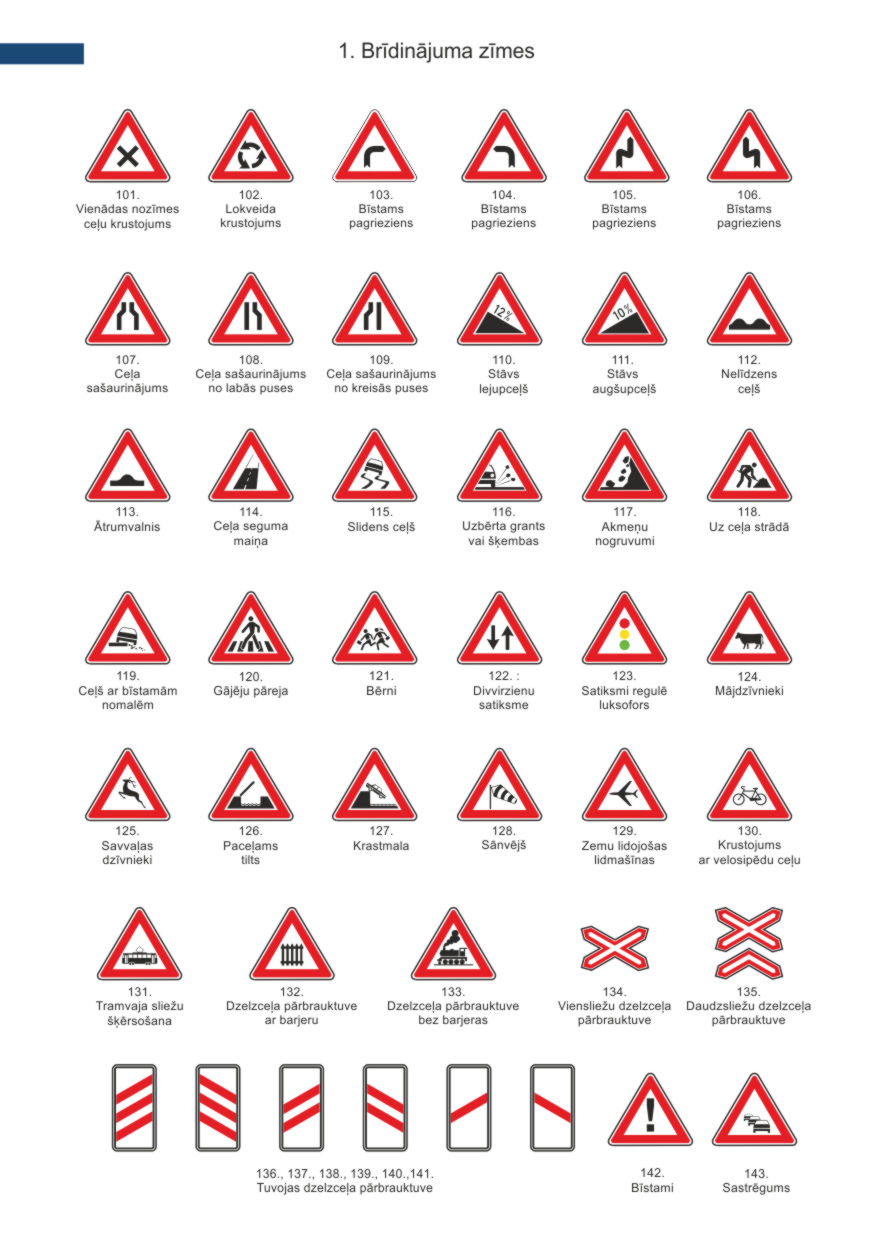 1. Brīdinājuma zīmes
101.
Vienādas nozīmes
ceļu krustojums
102.
Lokveida
krustojums
103.
Bīstams
pagrieziens
104.
Bīstams
pagrieziens
105.
Bīstams
pagrieziens
106.
Bīstams
pagrieziens
107.
Ceļa
sašaurinājums
108.
Ceļa sašaurinājums
no labās puses
109.
Ceļa sašaurinājums
no kreisās puses
12%
110.
Stāvs
lejupceļš
10%
111.
Stāvs
augšupceļš
112.
Nelīdzens
ceļš
113.
Ātrumvalnis
114.
Ceļa seguma
maiņa
115.
Slidens ceļš
116.
Uzbērta grants
vai šķembas
117.
Akmeņu
nogruvumi
118.
Uz ceļa strādā
119.
Ceļš ar bīstamām
nomalēm
120.
Gājēju pāreja
121.
Bērni
122. :
Divvirzienu
satiksme
123.
Satiksmi regulē
luksofors
124.
Mājdzīvnieki
125.
Savvaļas
dzīvnieki
126.
Paceļams
tilts
127.
Krastmala
128.
Sānvējš
129.
Zemu lidojošas
lidmašīnas
130.
Krustojums
ar velosipēdu ceļu
131.
Tramvaja sliežu
šķērsošana
132.
Dzelzceļa pārbrauktuve
ar barjeru
133.
Dzelzceļa pārbrauktuve
bez barjeras
134.
Viensliežu dzelzceļa
pārbrauktuve
135.
Daudzsliežu dzelzceļa
pārbrauktuve
136., 137., 138., 139., 140.,141.
Tuvojas dzelzceļa pārbrauktuve
!
142.
Bīstami
143.
Sastrēgums